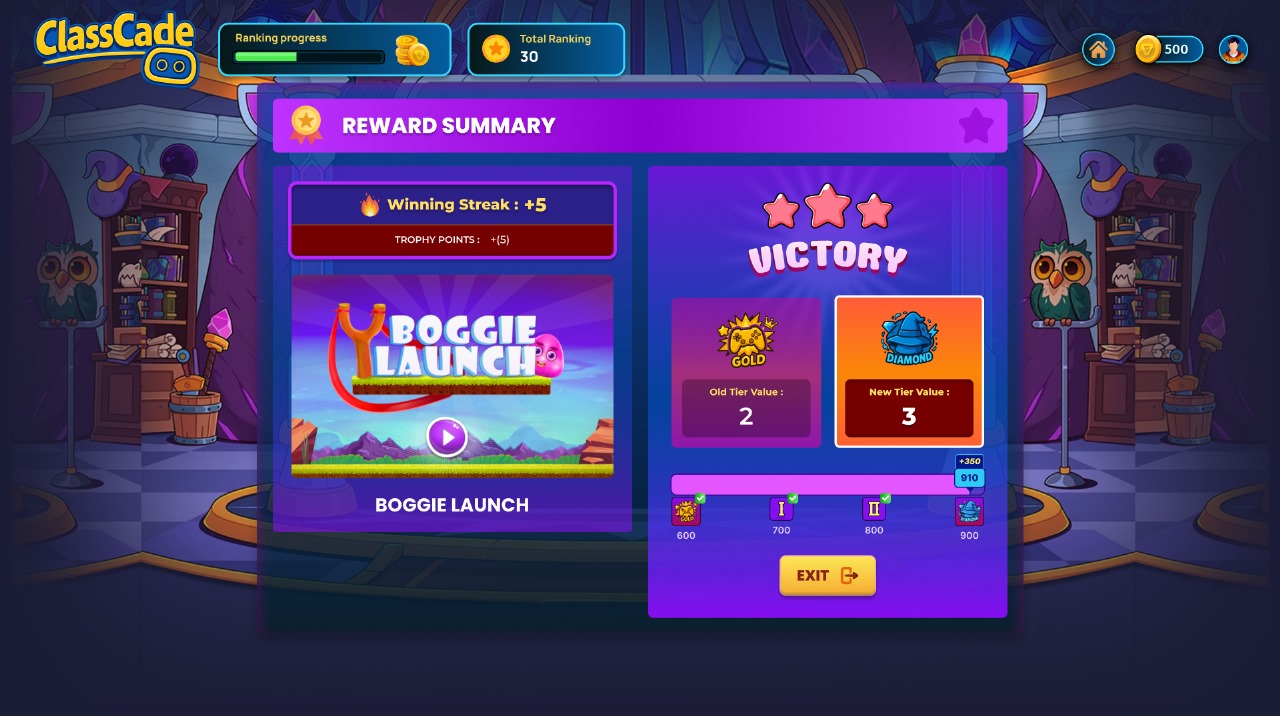 ClassCade
Ranking progress
Total Ranking
30
500
REWARD SUMMARY
Winning Streak : +5
TROPHY POINTS : +(5)
BOGGIE
LAUNCH
BOGGIE LAUNCH
VICTORY
GOLD
Old Tier Value :
2
DIAMOND
New Tier Value :
3
+350
910
I
II
600
700
800
900
EXIT